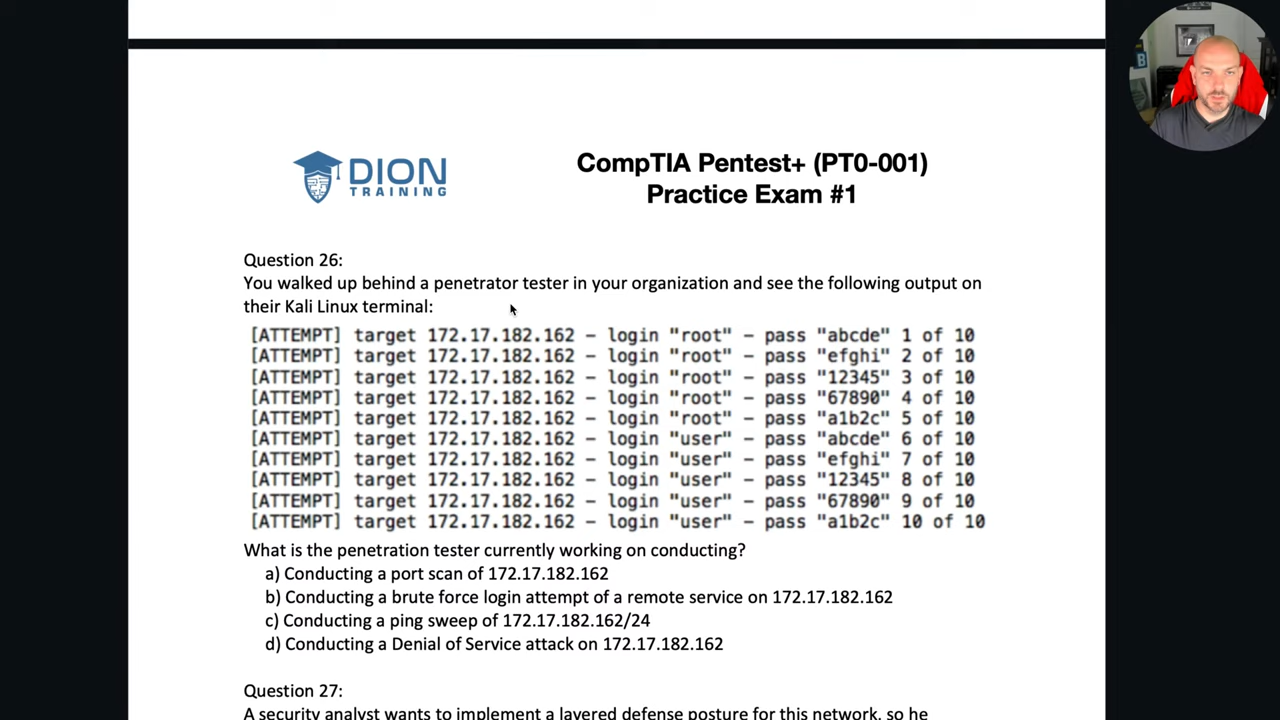 DION
TRAINING
CompTIA Pentest+ (PT0-001)
Practice Exam #1
Question 26:
You walked up behind a penetrator tester in your organization and see the following output on
their Kali Linux terminal:
[ATTEMPT] target 172.17.182.162 – login "root" – pass "abcde" 1 of 10
[ATTEMPT] target 172.17.182.162 – login "root" – pass "efghi" 2 of 10
[ATTEMPT] target 172.17.182.162 – login "root" – pass "12345" 3 of 10
[ATTEMPT] target 172.17.182.162 – login "root" – pass "67890" 4 of 10
[ATTEMPT] target 172.17.182.162 – login "root" – pass "a1b2c" 5 of 10
[ATTEMPT] target 172.17.182.162 – login "user" – pass "abcde" 6 of 10
[ATTEMPT] target 172.17.182.162 – login "user" – pass "efghi" 7 of 10
[ATTEMPT] target 172.17.182.162 – login "user" – pass "12345" 8 of 10
[ATTEMPT] target 172.17.182.162 – login "user" – pass "67890" 9 of 10
[ATTEMPT] target 172.17.182.162 – login "user" – pass "a1b2c" 10 of 10
What is the penetration tester currently working on conducting?
a) Conducting a port scan of 172.17.182.162
b) Conducting a brute force login attempt of a remote service on 172.17.182.162
c) Conducting a ping sweep of 172.17.182.162/24
d) Conducting a Denial of Service attack on 172.17.182.162
Question 27:
A security analyst wants to implement a layered defense posture for this network, so he